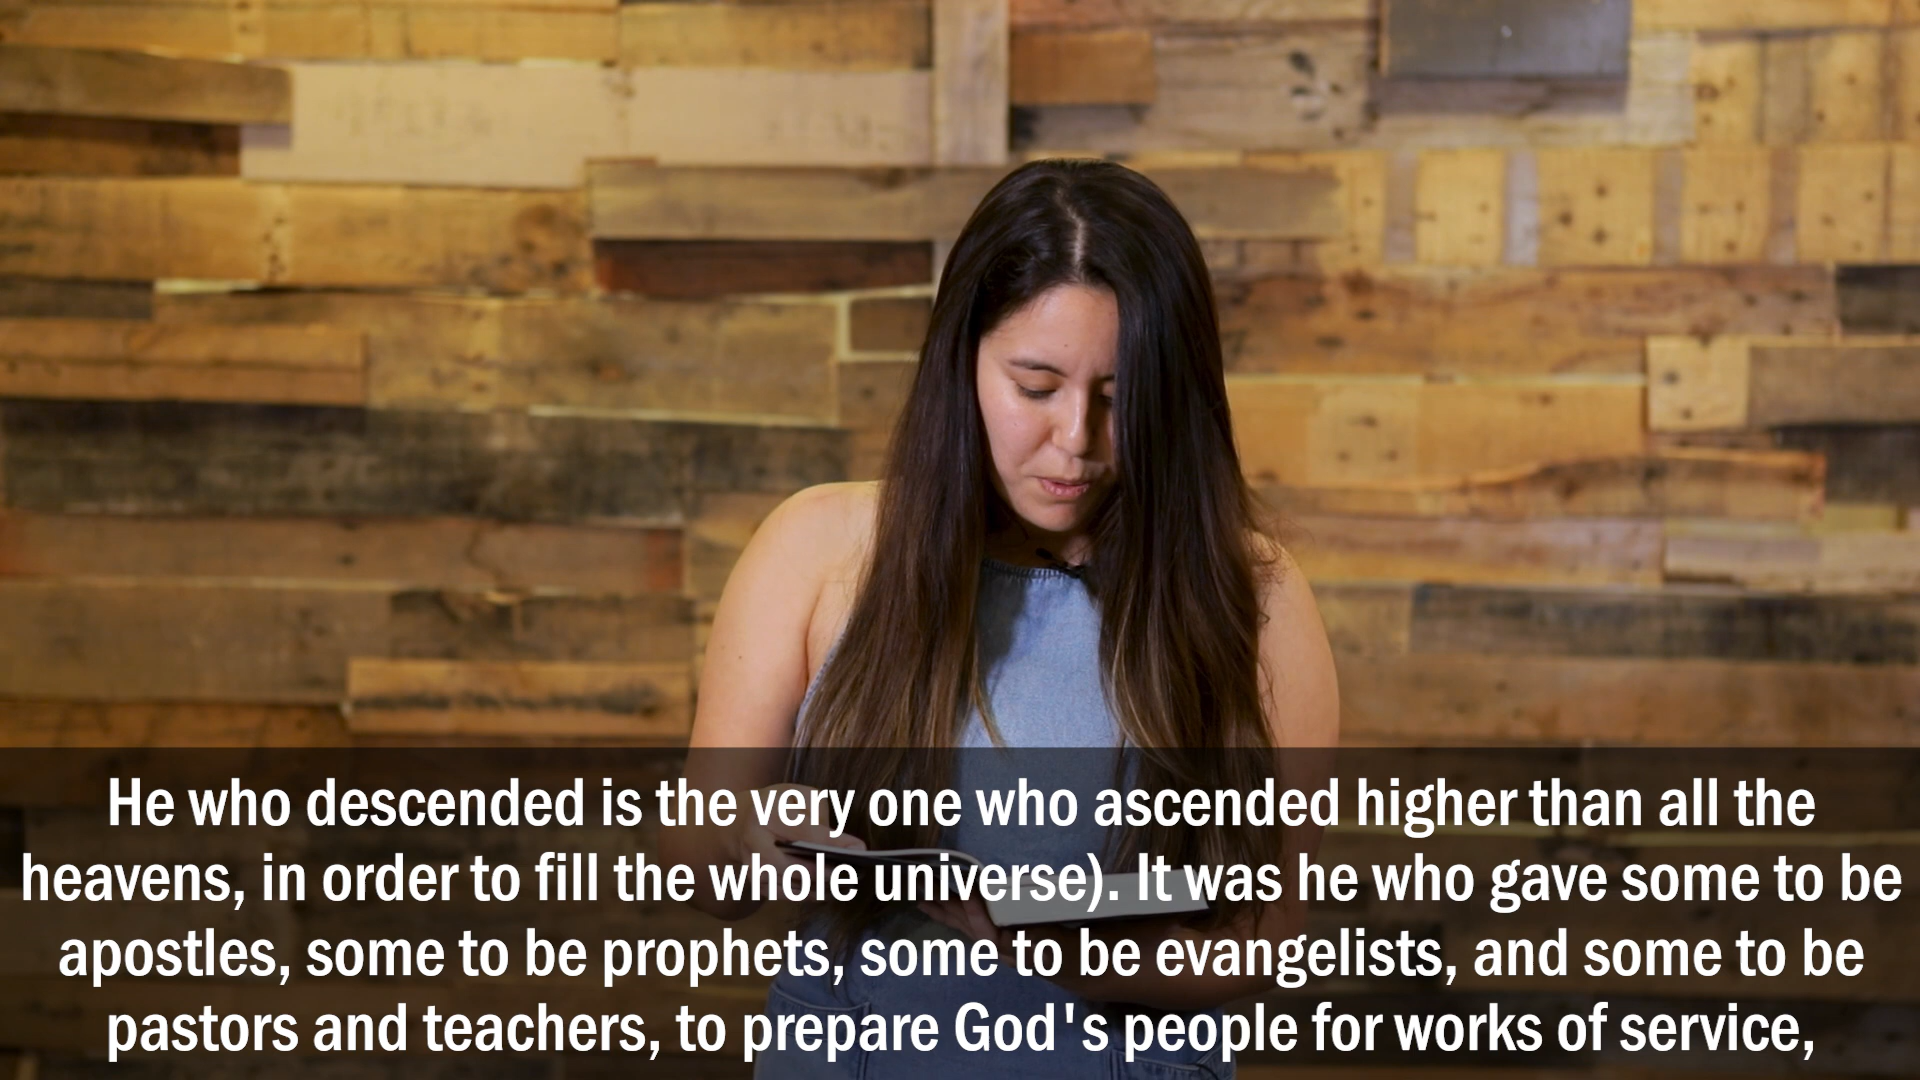 He who descended is the very one who ascended higher than all the
heavens, in order to fill the whole universe). It was he who gave some to be
apostles, some to be prophets, some to be evangelists, and some to be
pastors and teachers, to prepare God's people for works of service,